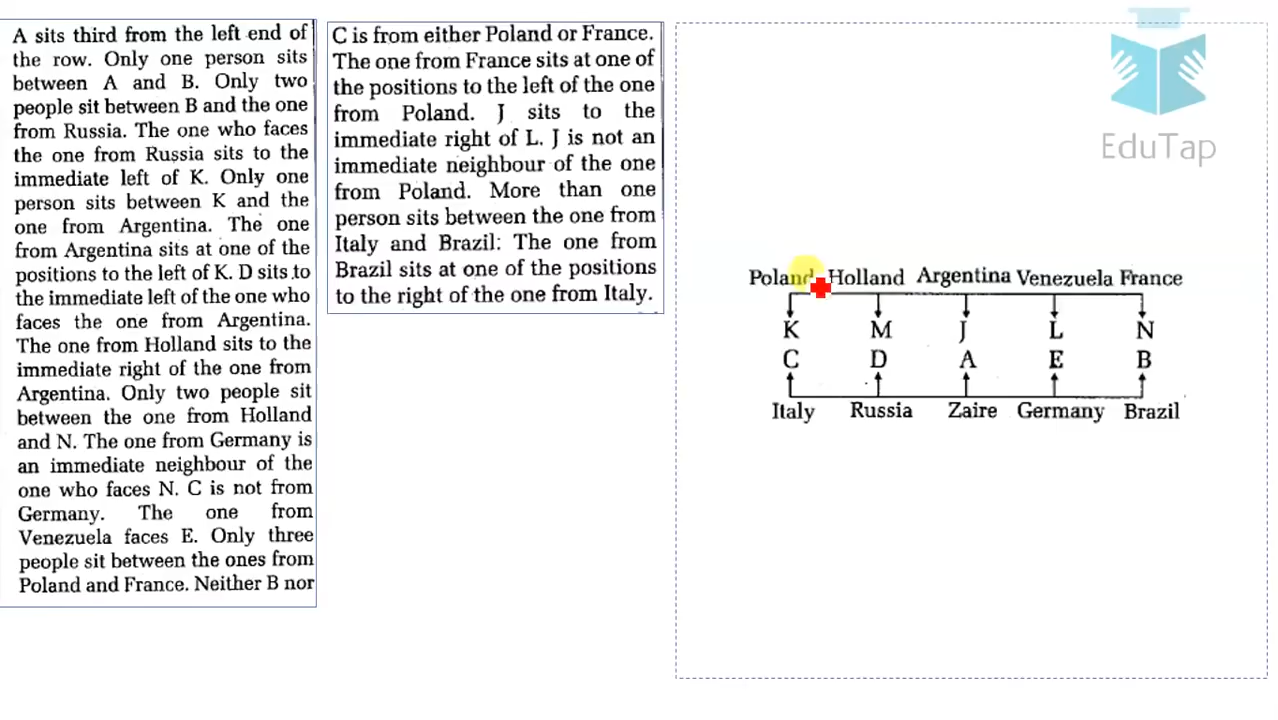 A sits third from the left end of
the row. Only one person sits
between A and B. Only two
people sit between B and the one
from Russia. The one who faces
the one from Russia sits to the
immediate left of K. Only one
person sits between K and the
one from Argentina. The one
from Argentina sits at one of the
positions to the left of K. D sits to
the immediate left of the one who
faces the one from Argentina.
The one from Holland sits to the
immediate right of the one from
Argentina. Only two people sit
between the one from Holland
and N. The one from Germany is
an immediate neighbour of the
one who faces N. C is not from
Germany. The one from
Venezuela faces E. Only three
people sit between the ones from
Poland and France. Neither B nor
C is from either Poland or France.
The one from France sits at one of
the positions to the left of the one
from Poland. J sits to the
immediate right of L. J is not an
immediate neighbour of the one
from Poland. More than one
person sits between the one from
Italy and Brazil: The one from
Brazil sits at one of the positions
to the right of the one from Italy.
EduTap
Poland Holland Argentina Venezuela France
K M J L N
C D A E B
Italy Russia Zaire Germany Brazil